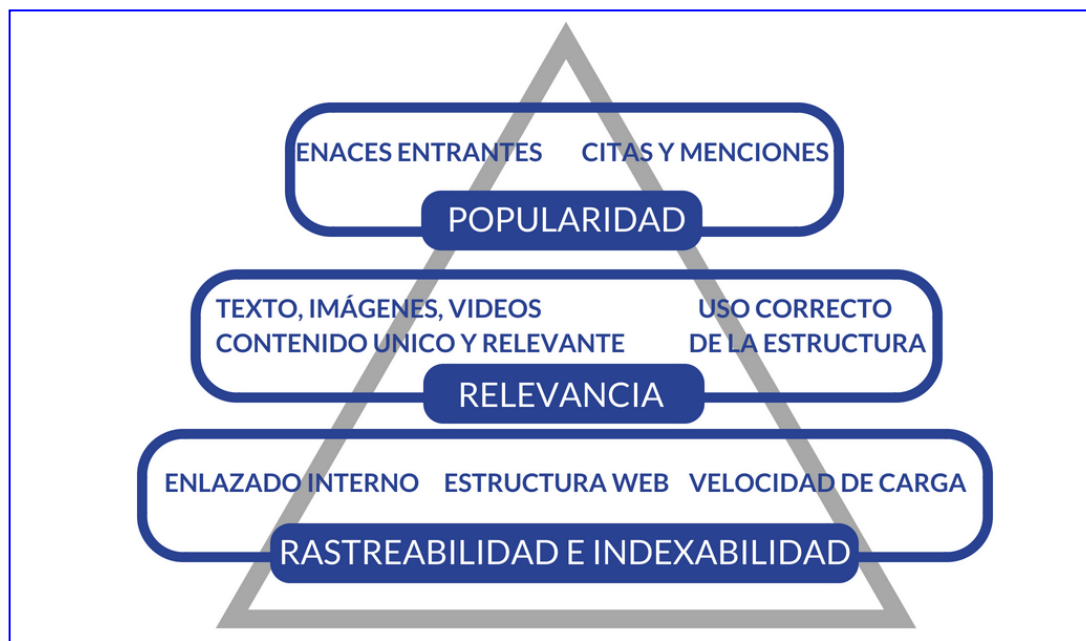 ENACES ENTRANTES CITAS Y MENCIONES
POPULARIDAD
TEXTO, IMÁGENES, VIDEOS
CONTENIDO UNICO Y RELEVANTE
USO CORRECTO
DE LA ESTRUCTURA
RELEVANCIA
ENLAZADO INTERNO ESTRUCTURA WEB VELOCIDAD DE CARGA
RASTREABILIDAD E INDEXABILIDAD